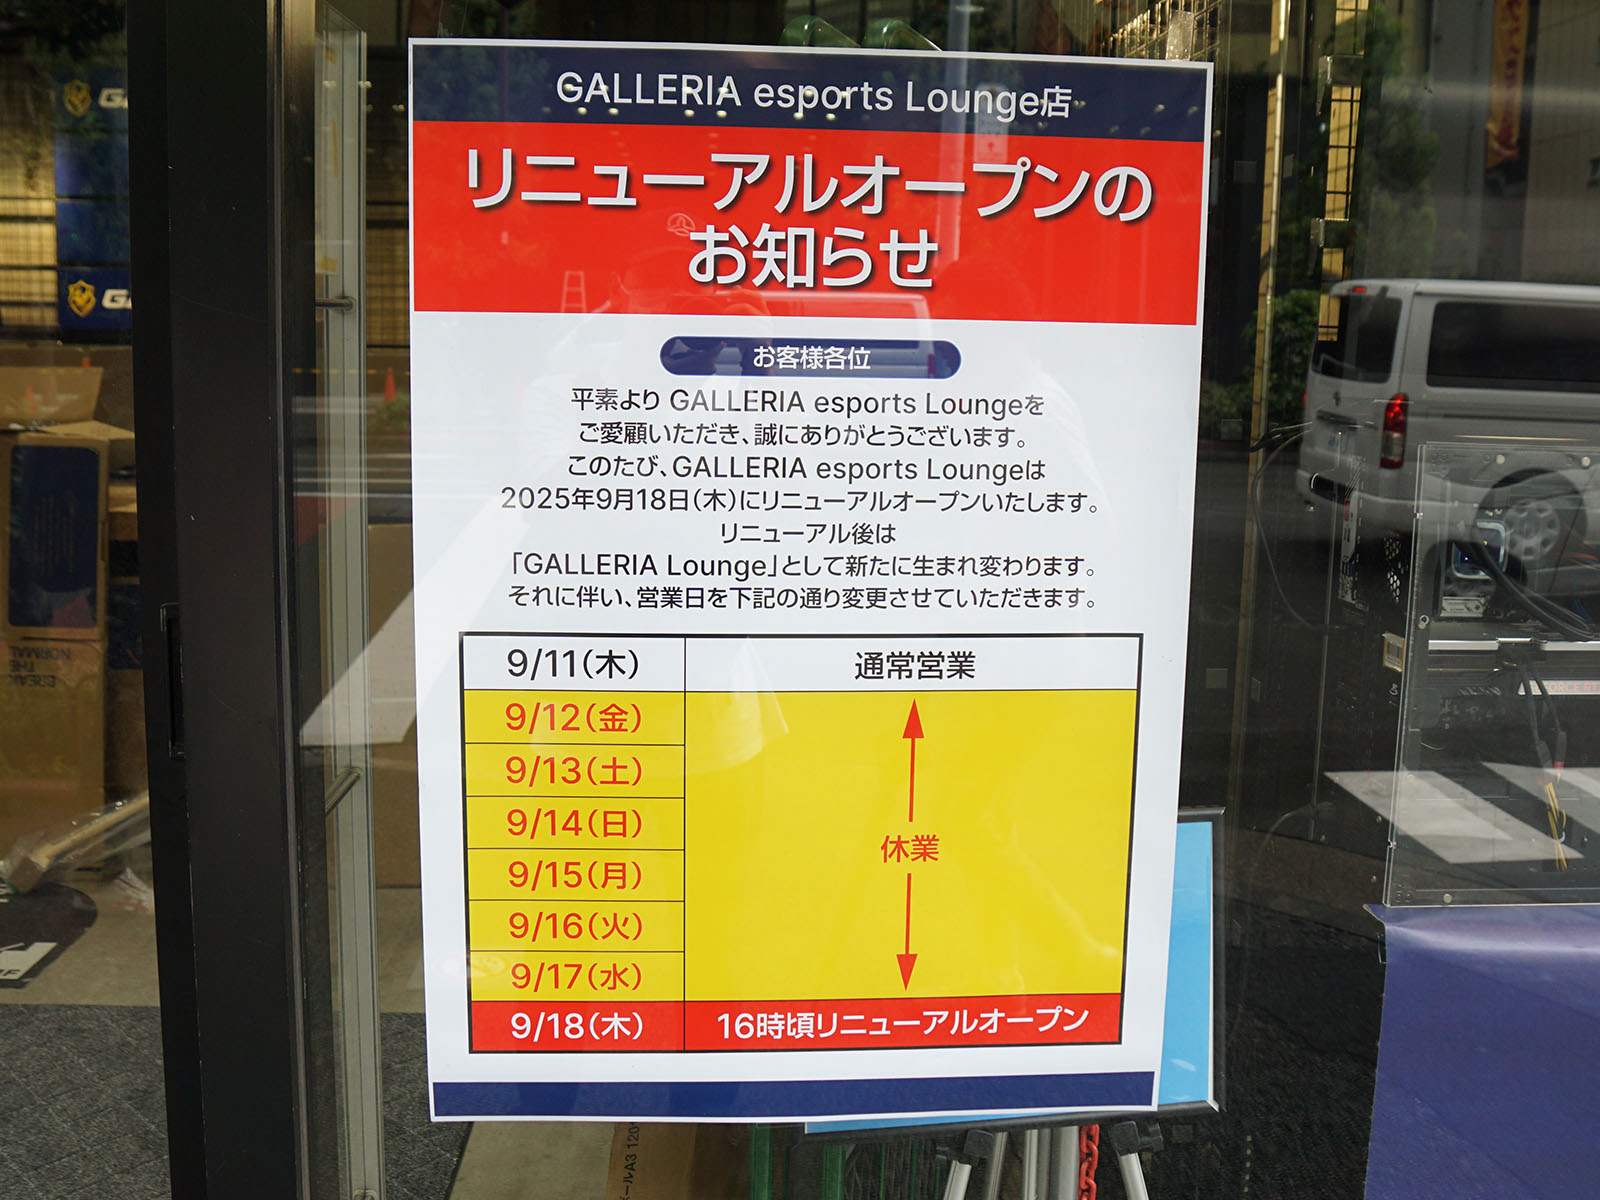 GALLERIA esports Lounge店
リニューアルオープンの
お知らせ
お客様各位
平素より GALLERIA esports Loungeを
ご愛顧いただき、誠にありがとうございます。
このたび、GALLERIA esports Loungeは
2025年9月18日(木)にリニューアルオープンいたします。
リニューアル後は
「GALLERIA Lounge」として新たに生まれ変わります。
それに伴い、営業日を下記の通り変更させていただきます。
9/11(木) 通常営業
9/12(金)
9/13(土)
9/14(日)
休業
9/15(月)
9/16(火)
9/17(水)
9/18(木) 16時頃リニューアルオープン
BREAK
THE
NORMAL